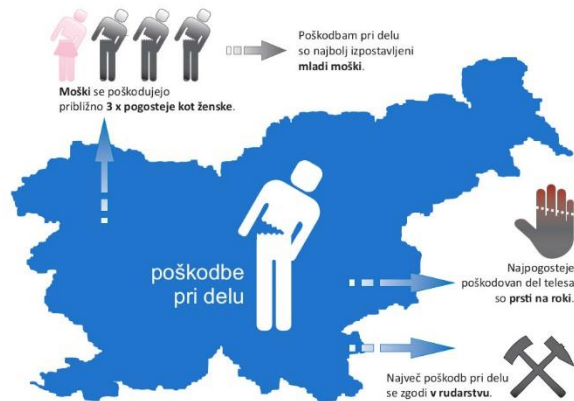 Poškodbam pri delu
so najbolj izpostavljeni
mladi moški.
Moški se poškodujejo
približno 3 x pogosteje kot ženske.
poškodbe
pri delu
Najpogosteje
poškodovan del telesa
so prsti na roki.
Največ poškodb pri delu
se zgodi v rudarstvu.